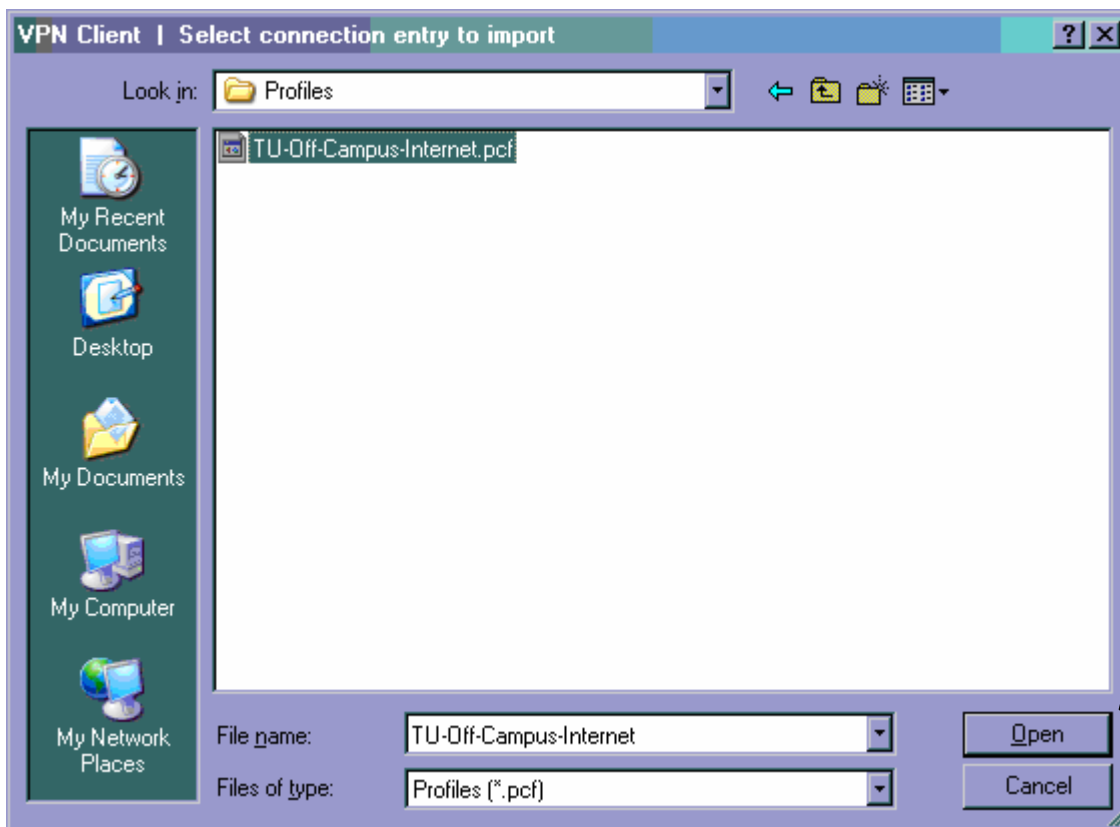 VPN Client | Select connection entry to import
Look in: Profiles
TU-Off-Campus-Internet.pcf
My Recent
Documents
Desktop
My Documents
My Computer
My Network
Places
File name: TU-Off-Campus-Internet Open
Files of type: Profiles (*.pcf) Cancel